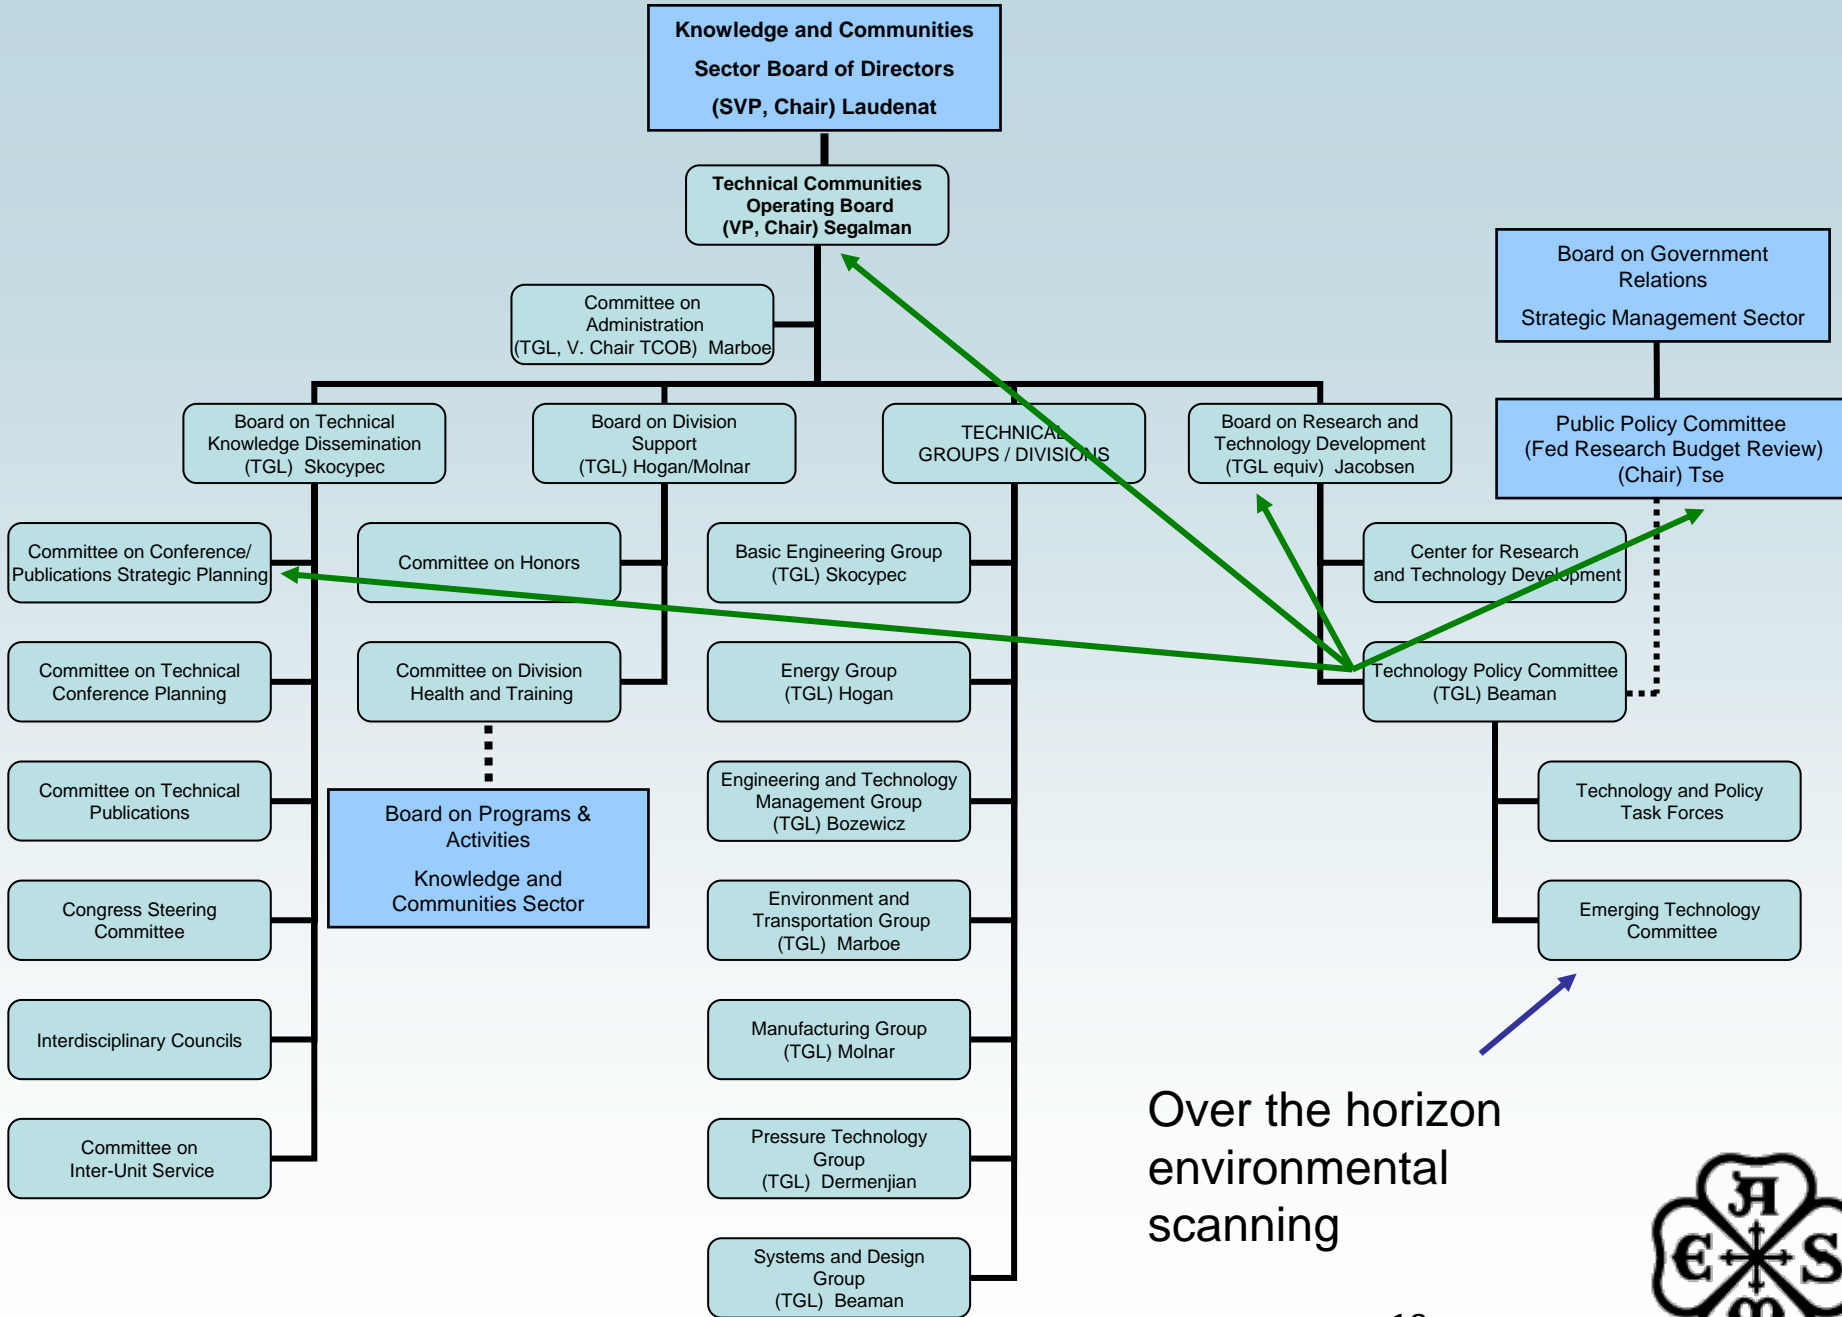 Knowledge and Communities
Sector Board of Directors
(SVP, Chair) Laudenat
Technical Communities
Operating Board
(VP, Chair) Segalman
Board on Government
Relations
Strategic Management Sector
Committee on
Administration
(TGL, V. Chair TCOB) Marboe
Board on Technical
Knowledge Dissemination
(TGL) Skocypec
Board on Division
Support
(TGL) Hogan/Molnar
TECHNICAL
GROUPS / DIVISIONS
Board on Research and
Technology Development
(TGL equiv) Jacobsen
Public Policy Committee
(Fed Research Budget Review)
(Chair) Tse
Committee on Conference/
Publications Strategic Planning
Committee on Honors
Basic Engineering Group
(TGL) Skocypec
Center for Research
and Technology Development
Committee on Technical
Conference Planning
Committee on Division
Health and Training
Energy Group
(TGL) Hogan
Technology Policy Committee
(TGL) Beaman
Committee on Technical
Publications
Board on Programs &
Activities
Knowledge and
Communities Sector
Engineering and Technology
Management Group
(TGL) Bozewicz
Technology and Policy
Task Forces
Congress Steering
Committee
Environment and
Transportation Group
(TGL) Marboe
Emerging Technology
Committee
Interdisciplinary Councils
Manufacturing Group
(TGL) Molnar
Over the horizon
environmental
scanning
Committee on
Inter-Unit Service
Pressure Technology
Group
(TGL) Dermenjian
Systems and Design
Group
(TGL) Beaman
A
E S
M